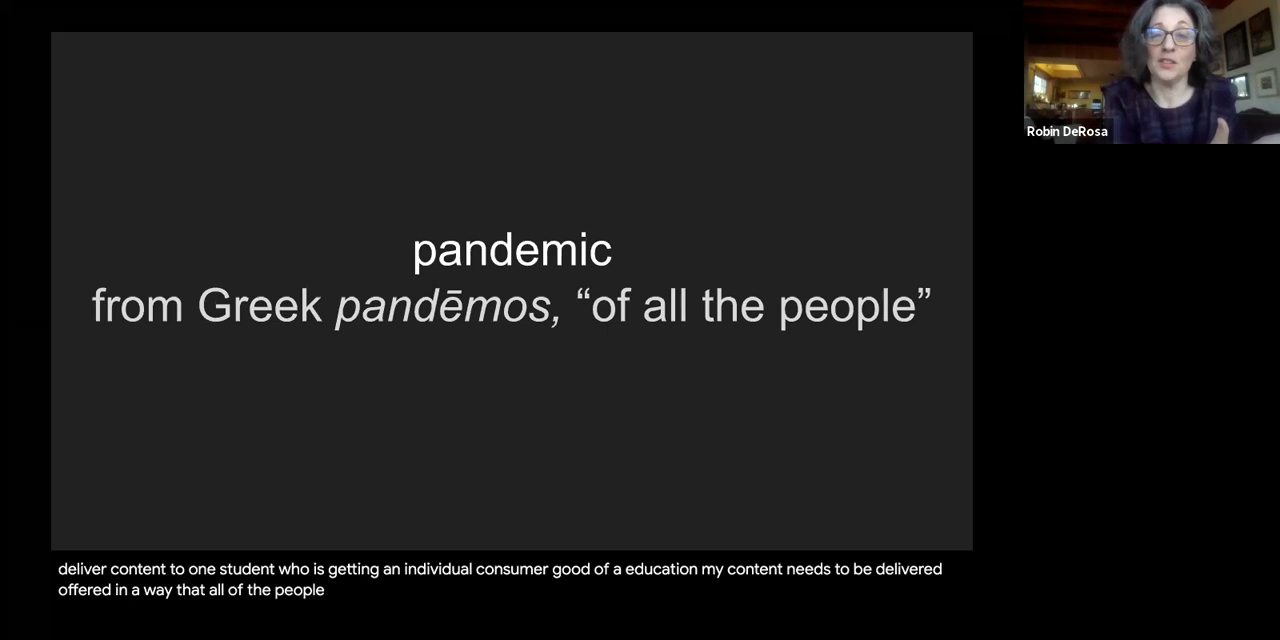 pandemic
from Greek pandēmos, “of all the people”
Robin DeRosa
deliver content to one student who is getting an individual consumer good of a education my content needs to be delivered
offered in a way that all of the people